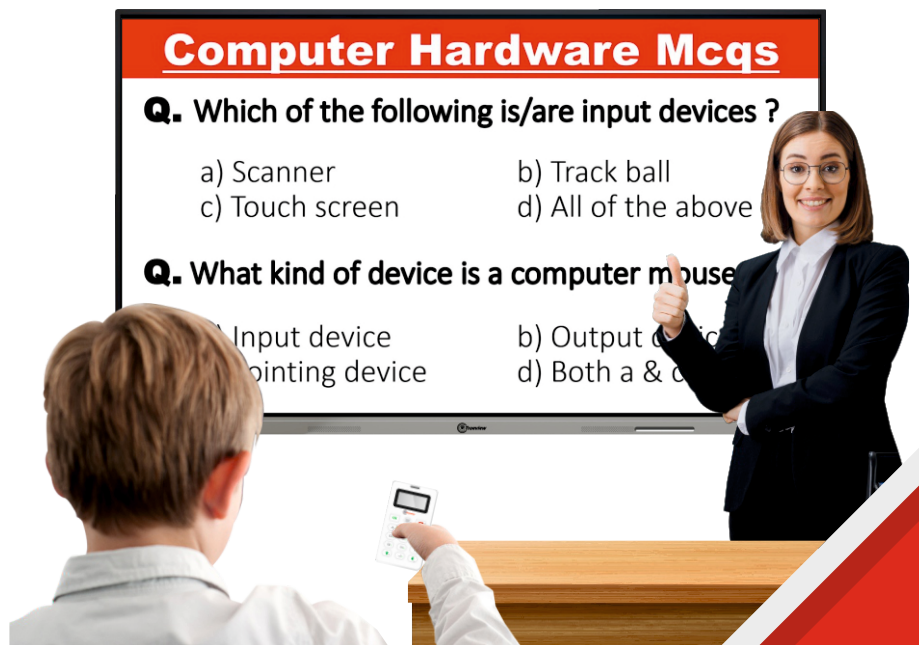 Computer Hardware Mcqs
Q. Which of the following is/are input devices ?
a) Scanner b) Track ball
c) Touch screen d) All of the above
Q. What kind of device is a computer mouse
Input device b) Output
device d) Both a &